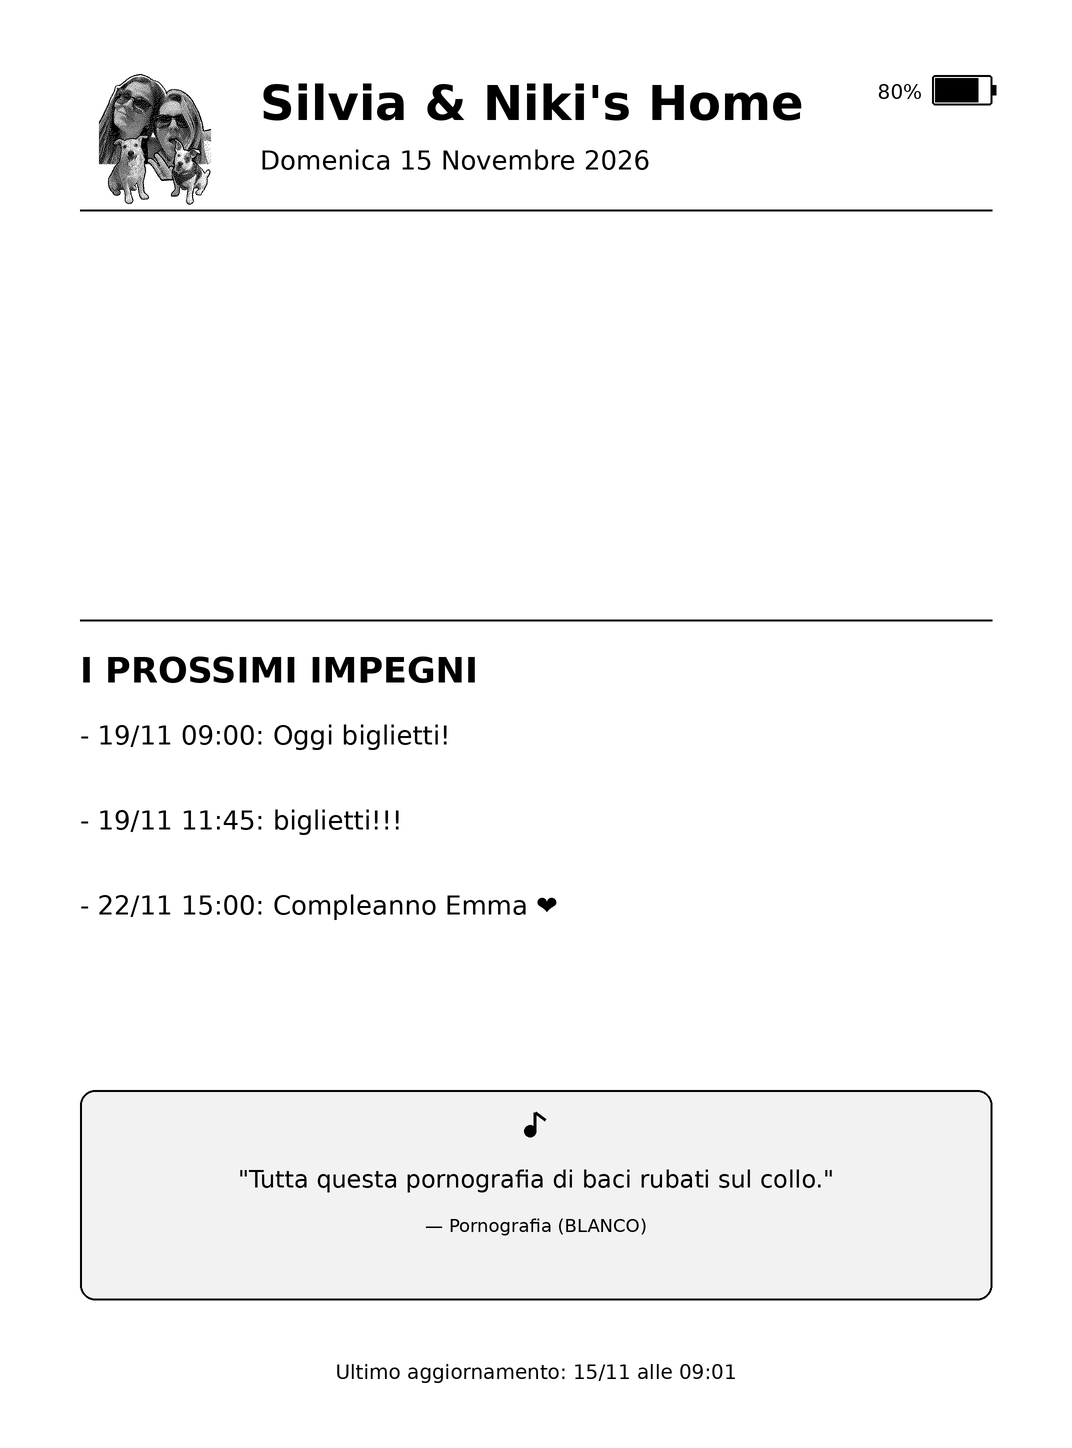 Silvia & Niki's Home
80%
Domenica 15 Novembre 2026
I PROSSIMI IMPEGNI
- 19/11 09:00: Oggi biglietti!
- 19/11 11:45: biglietti!!!
- 22/11 15:00: Compleanno Emma ❤
"Tutta questa pornografia di baci rubati sul collo."
— Pornografia (BLANCO)
Ultimo aggiornamento: 15/11 alle 09:01